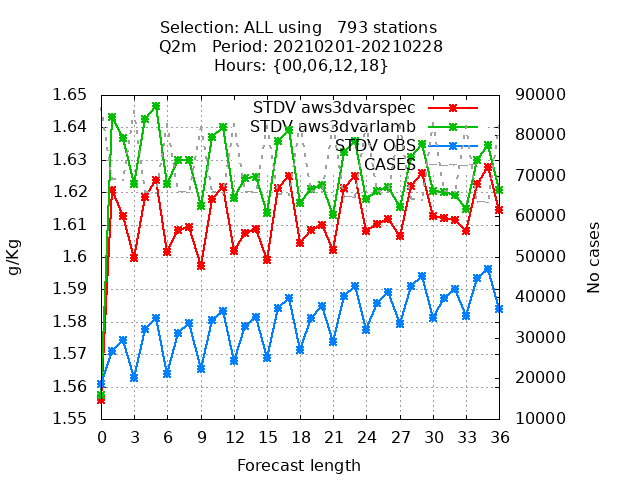 Selection: ALL using   793 stations
Q2m   Period: 20210201-20210228
Hours: {00,06,12,18}
STDV aws3dvarspec
STDV aws3dvarlamb
STDV OBS
CASES
1.65
1.64
1.63
1.62
1.61
1.6
1.59
1.58
1.57
1.56
1.55
g/Kg
90000
80000
70000
60000
50000
40000
30000
20000
10000
No cases
0 3 6 9 12 15 18 21 24 27 30 33 36
Forecast length